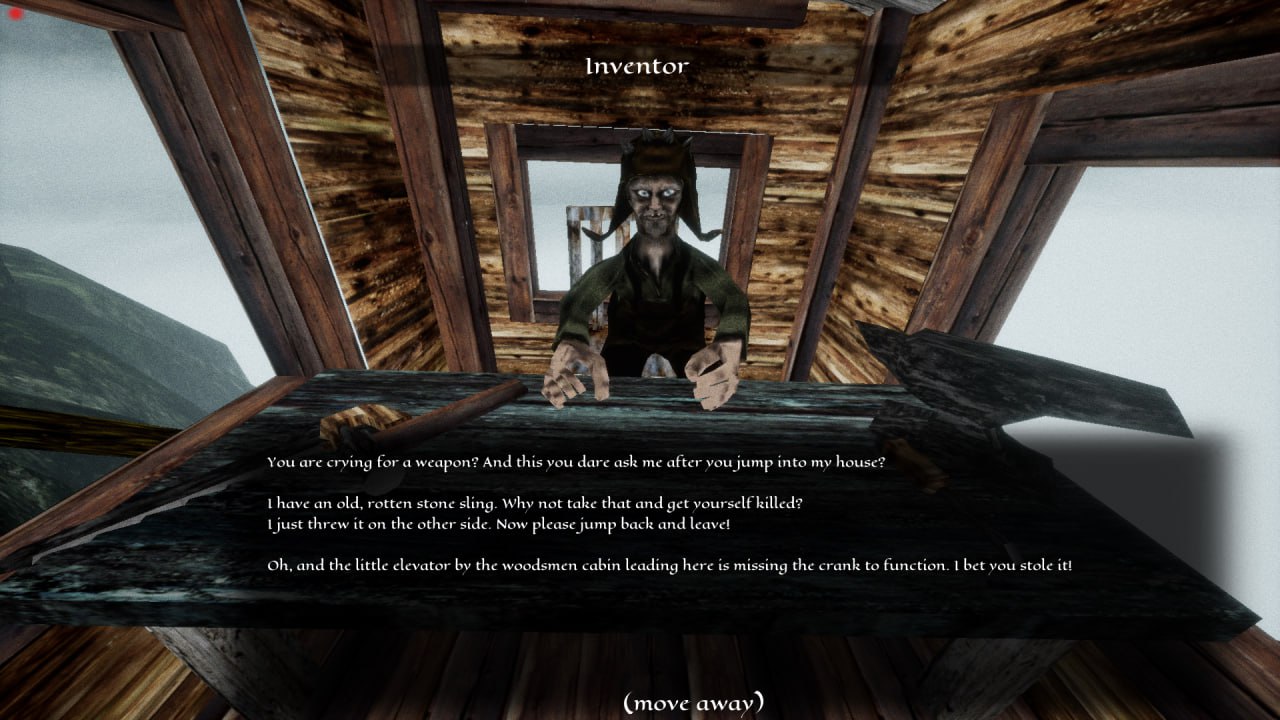 Inventor
You are crying for a weapon? And this you dare ask me after you jump into my house?
I have an old, rotten stone sling. Why not take that and get yourself killed?
I just threw it on the other side. Now please jump back and leave!
Oh, and the little elevator by the woodsmen cabin leading here is missing the crank to function. I bet you stole it!
(move away)